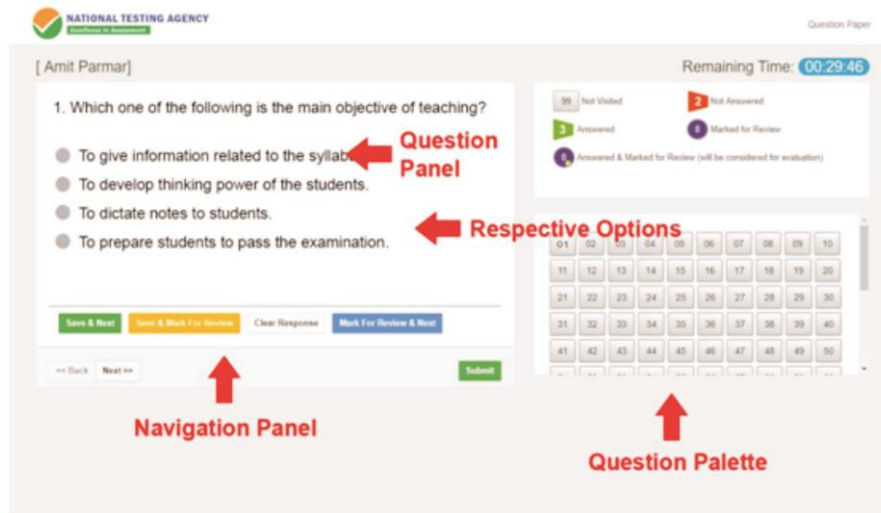 NATIONAL TESTING AGENCY
Excellence in Assessment
Question Paper
[ Amit Parmar]
Remaining Time: 00:29:46
1. Which one of the following is the main objective of teaching?
To give information related to the syllab
To develop thinking power of the students.
To dictate notes to students.
To prepare students to pass the examination.
Question
Panel
Respective Options
99 Not Visited
2 Not Answered
3 Answered
0 Marked for Review
0 Answered & Marked for Review (will be considered for evaluation)
01 02 03 04 05 06 07 08 09 10
11 12 13 14 15 16 17 18 19 20
21 22 23 24 25 26 27 28 29 30
31 32 33 34 35 36 37 38 39 40
41 42 43 44 45 46 47 48 49 50
Save & Next Save & Mark For Review Clear Response Mark For Review & Next
<< Back Next >> Submit
Navigation Panel
Question Palette